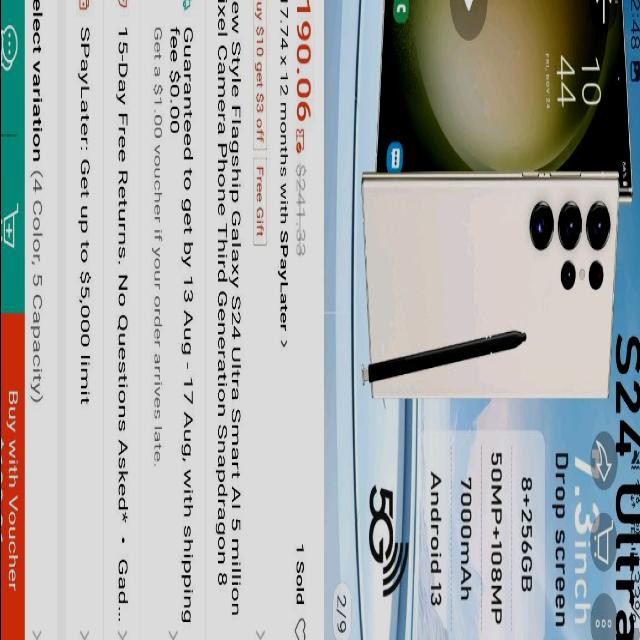 10
44
FRI, NOV 24
S24 Ultra
7.3inch
Drop screen
8+256GB
50MP+108MP
7000mAh
Android 13
5G
2/9
190.06 $241.33
1 Sold
7.74 x 12 months with SPayLater >
uy $10 get $3 off Free Gift
ew Style Flagship Galaxy S24 Ultra Smart AI 5 million
ixel Camera Phone Third Generation Snapdragon 8
Guaranteed to get by 13 Aug - 17 Aug, with shipping
fee $0.00
Get a $1.00 voucher if your order arrives late.
15-Day Free Returns. No Questions Asked* • Gad...
SPayLater: Get up to $5,000 limit
elect variation (4 Color, 5 Capacity)
Buy with Voucher